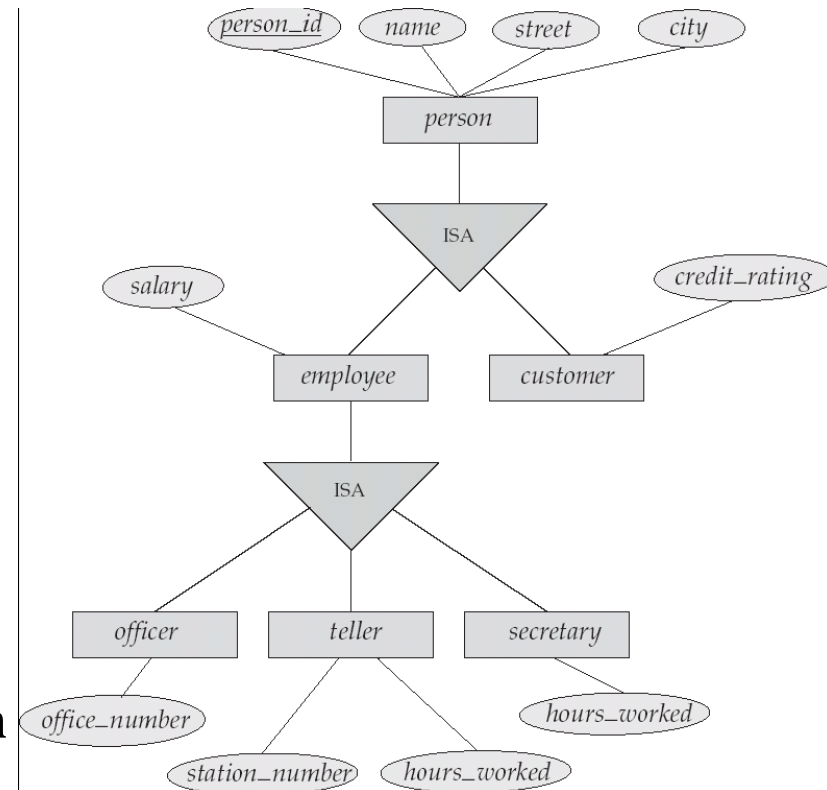 person_id name street city
person
ISA
salary credit_rating
employee customer
ISA
officer teller secretary
office_number hours_worked
station_number hours_worked